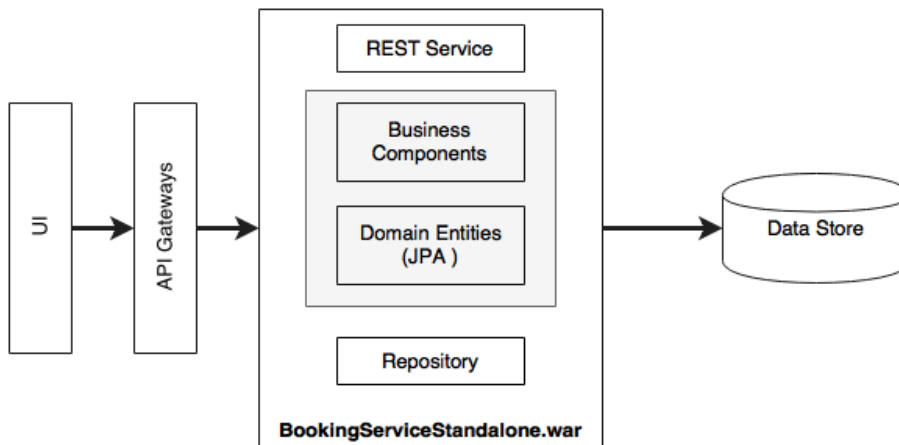 UI
API Gateways
REST Service
Business
Components
Domain Entities
(JPA )
Repository
BookingServiceStandalone.war
Data Store